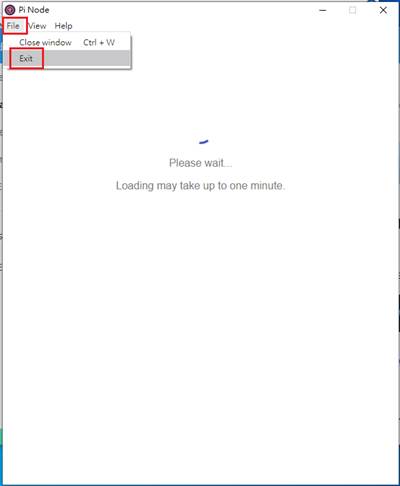 Pi Node
File View Help
Close window Ctrl + W
Exit
Please wait...
Loading may take up to one minute.